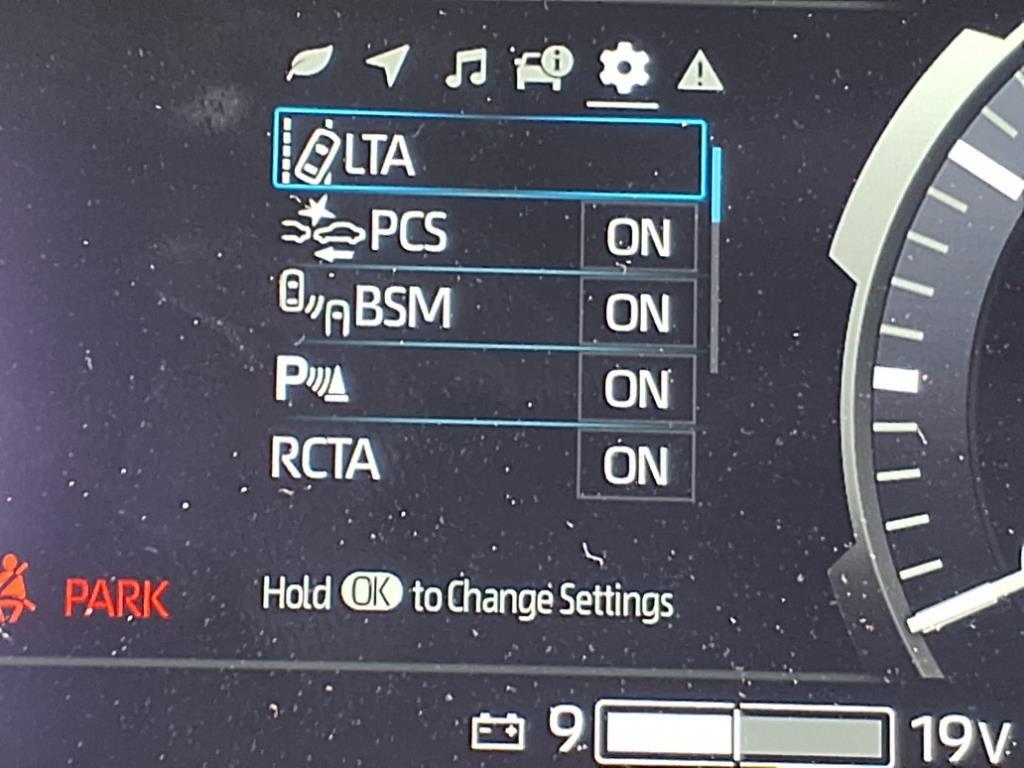 LTA
PCS ON
BSM ON
P ON
RCTA ON
PARK Hold OK to Change Settings
9 19V